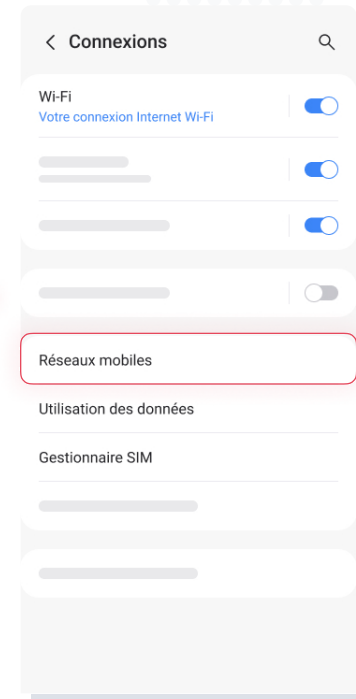 Connexions
Wi-Fi
Votre connexion Internet Wi-Fi
Réseaux mobiles
Utilisation des données
Gestionnaire SIM